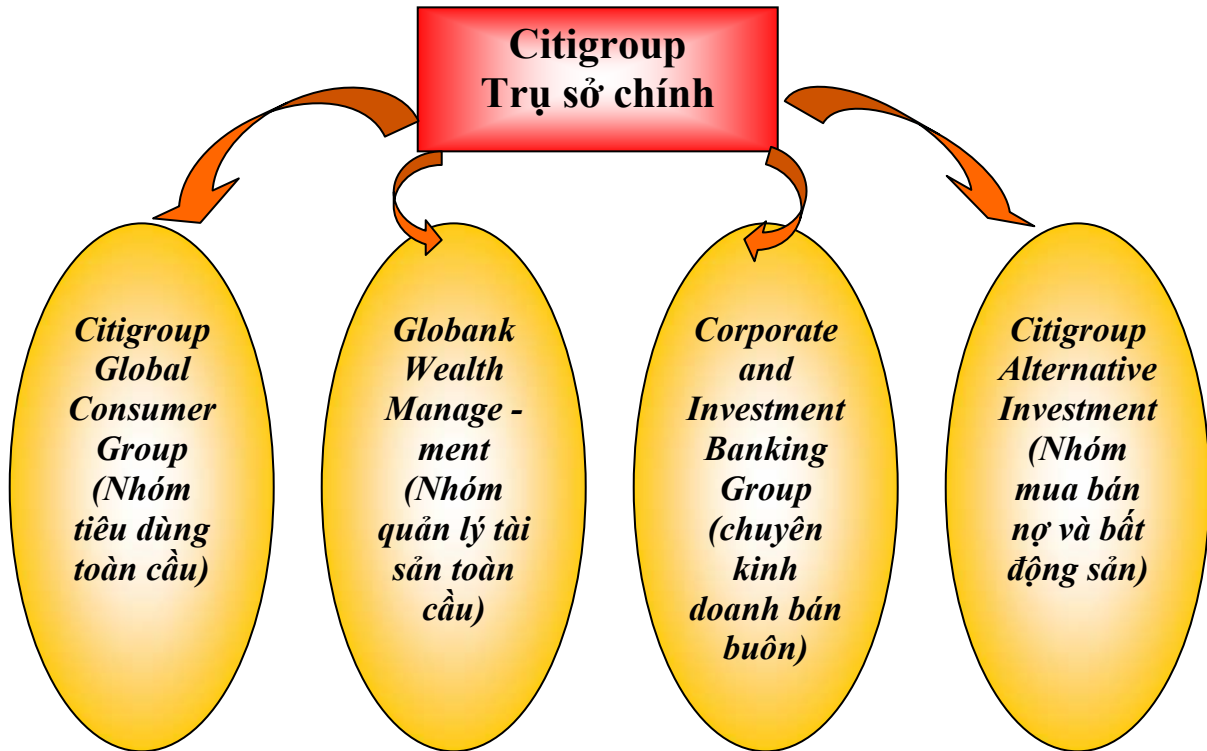 Citigroup
Trụ sở chính
Citigroup
Global
Consumer
Group
(Nhóm
tiêu dùng
toàn cầu)
Globank
Wealth
Manage -
ment
(Nhóm
quản lý tài
sản toàn
cầu)
Corporate
and
Investment
Banking
Group
(chuyên
kinh
doanh bán
buôn)
Citigroup
Alternative
Investment
(Nhóm
mua bán
nợ và bất
động sản)